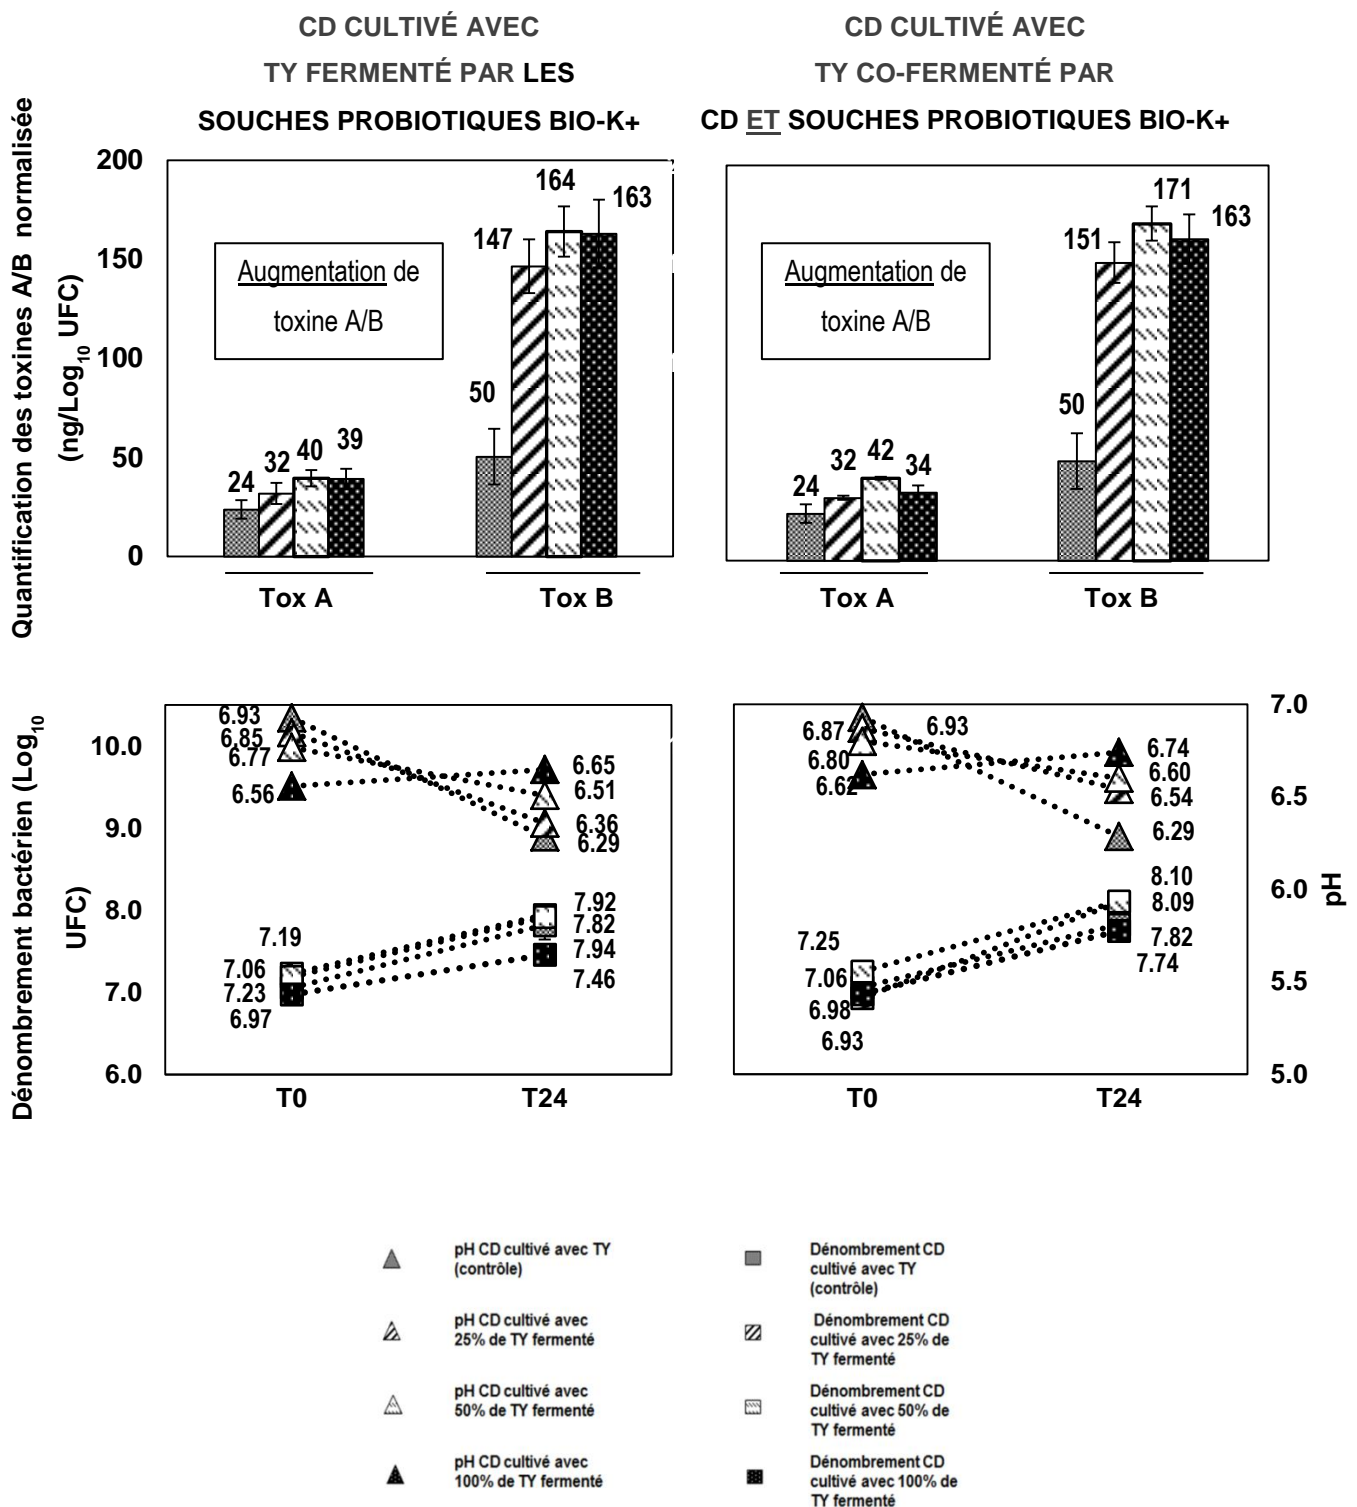 CD CULTIVÉ AVEC
TY FERMENTÉ PAR LES
SOUCHES PROBIOTIQUES BIO-K+
CD CULTIVÉ AVEC
TY CO-FERMENTÉ PAR
CD ET SOUCHES PROBIOTIQUES BIO-K+
Quantification des toxines A/B normalisée
(ng/Log10 UFC)
200
150
100
50
0
Augmentation de
toxine A/B
24
32
40
39
50
147
164
163
Tox A
Tox B
Augmentation de
toxine A/B
24
32
42
34
50
151
171
163
Tox A
Tox B
Dénombrement bactérien (Log10
UFC)
10.0
9.0
8.0
7.0
6.0
6.93
6.85
6.77
6.56
6.65
6.51
6.36
6.29
7.19
7.06
7.23
6.97
7.92
7.82
7.94
7.46
T0
T24
6.87
6.93
6.80
6.62
6.74
6.60
6.54
6.29
7.25
7.06
6.98
6.93
8.10
8.09
7.82
7.74
T0
T24
7.0
6.5
6.0
5.5
5.0
pH
pH CD cultivé avec TY
(contrôle)
pH CD cultivé avec
25% de TY fermenté
pH CD cultivé avec
50% de TY fermenté
pH CD cultivé avec
100% de TY fermenté
Dénombrement CD
cultivé avec TY
(contrôle)
Dénombrement CD
cultivé avec 25% de
TY fermenté
Dénombrement CD
cultivé avec 50% de
TY fermenté
Dénombrement CD
cultivé avec 100% de
TY fermenté